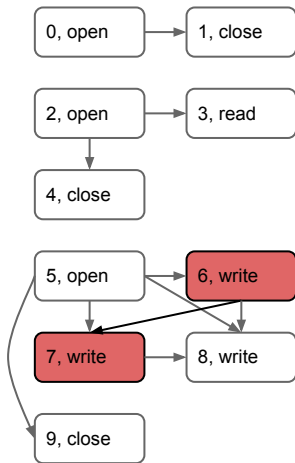 0, open
1, close
2, open
3, read
4, close
5, open
6, write
7, write
8, write
9, close